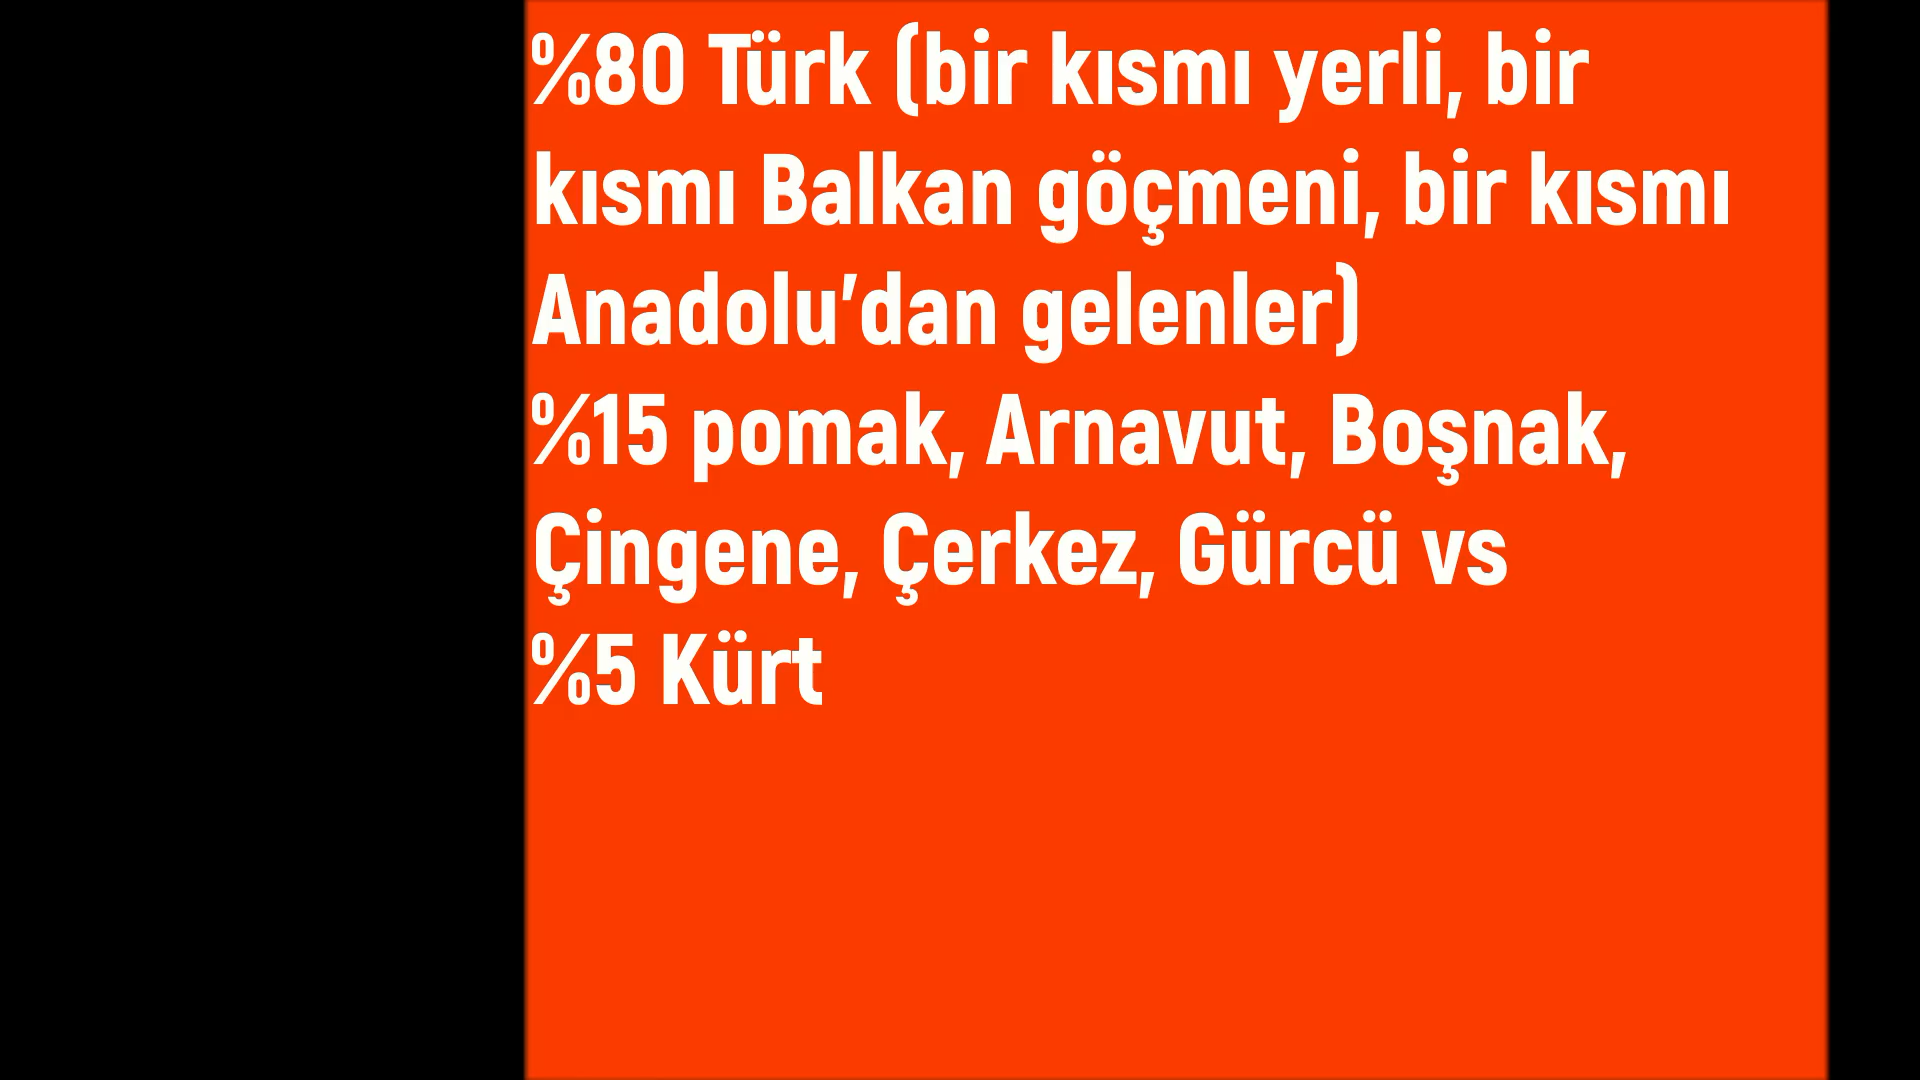 %80 Türk (bir kısmı yerli, bir
kısmı Balkan göçmeni, bir kısmı
Anadolu’dan gelenler)
%15 pomak, Arnavut, Boşnak,
Çingene, Çerkez, Gürcü vs
%5 Kürt